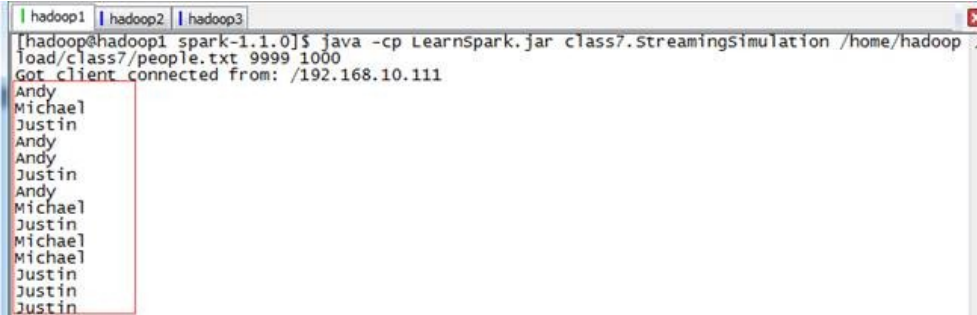 hadoop1 hadoop2 hadoop3
[hadoop@hadoop1 spark-1.1.0]$ java -cp LearnSpark.jar class7.StreamingSimulation /home/hadoop
load/class7/people.txt 9999 1000
Got client connected from: /192.168.10.111
Andy
Michael
Justin
Andy
Andy
Justin
Andy
Michael
Justin
Michael
Michael
Justin
Justin
Justin